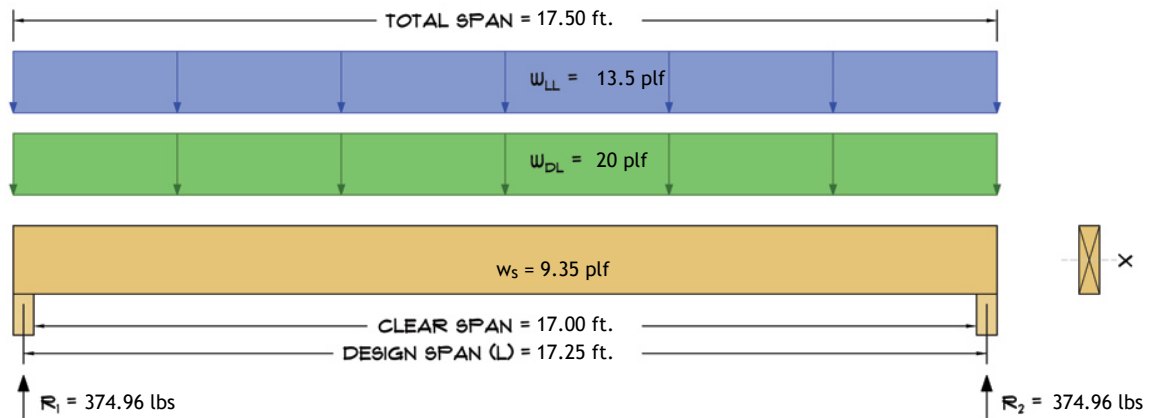 TOTAL SPAN = 17.50 ft.
WLL = 13.5 plf
WDL = 20 plf
ws = 9.35 plf
X
CLEAR SPAN = 17.00 ft.
DESIGN SPAN (L) = 17.25 ft.
R1 = 374.96 lbs
R2 = 374.96 lbs